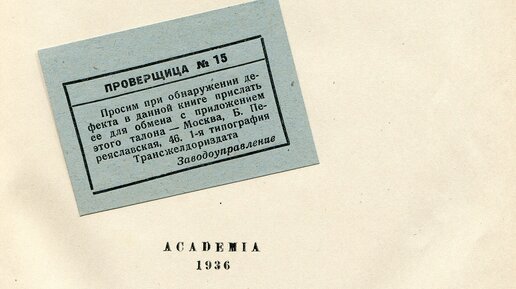 ПРОВЕРЩИЦА № 15
Просим при обнаружении де-
фекта в данной книге прислать
ее для обмена с приложением
этого талона — Москва, Б. Пе-
реяславская, 46. 1-я типография
Трансжелдориздата
Заводоуправление
ACADEMIA
1936